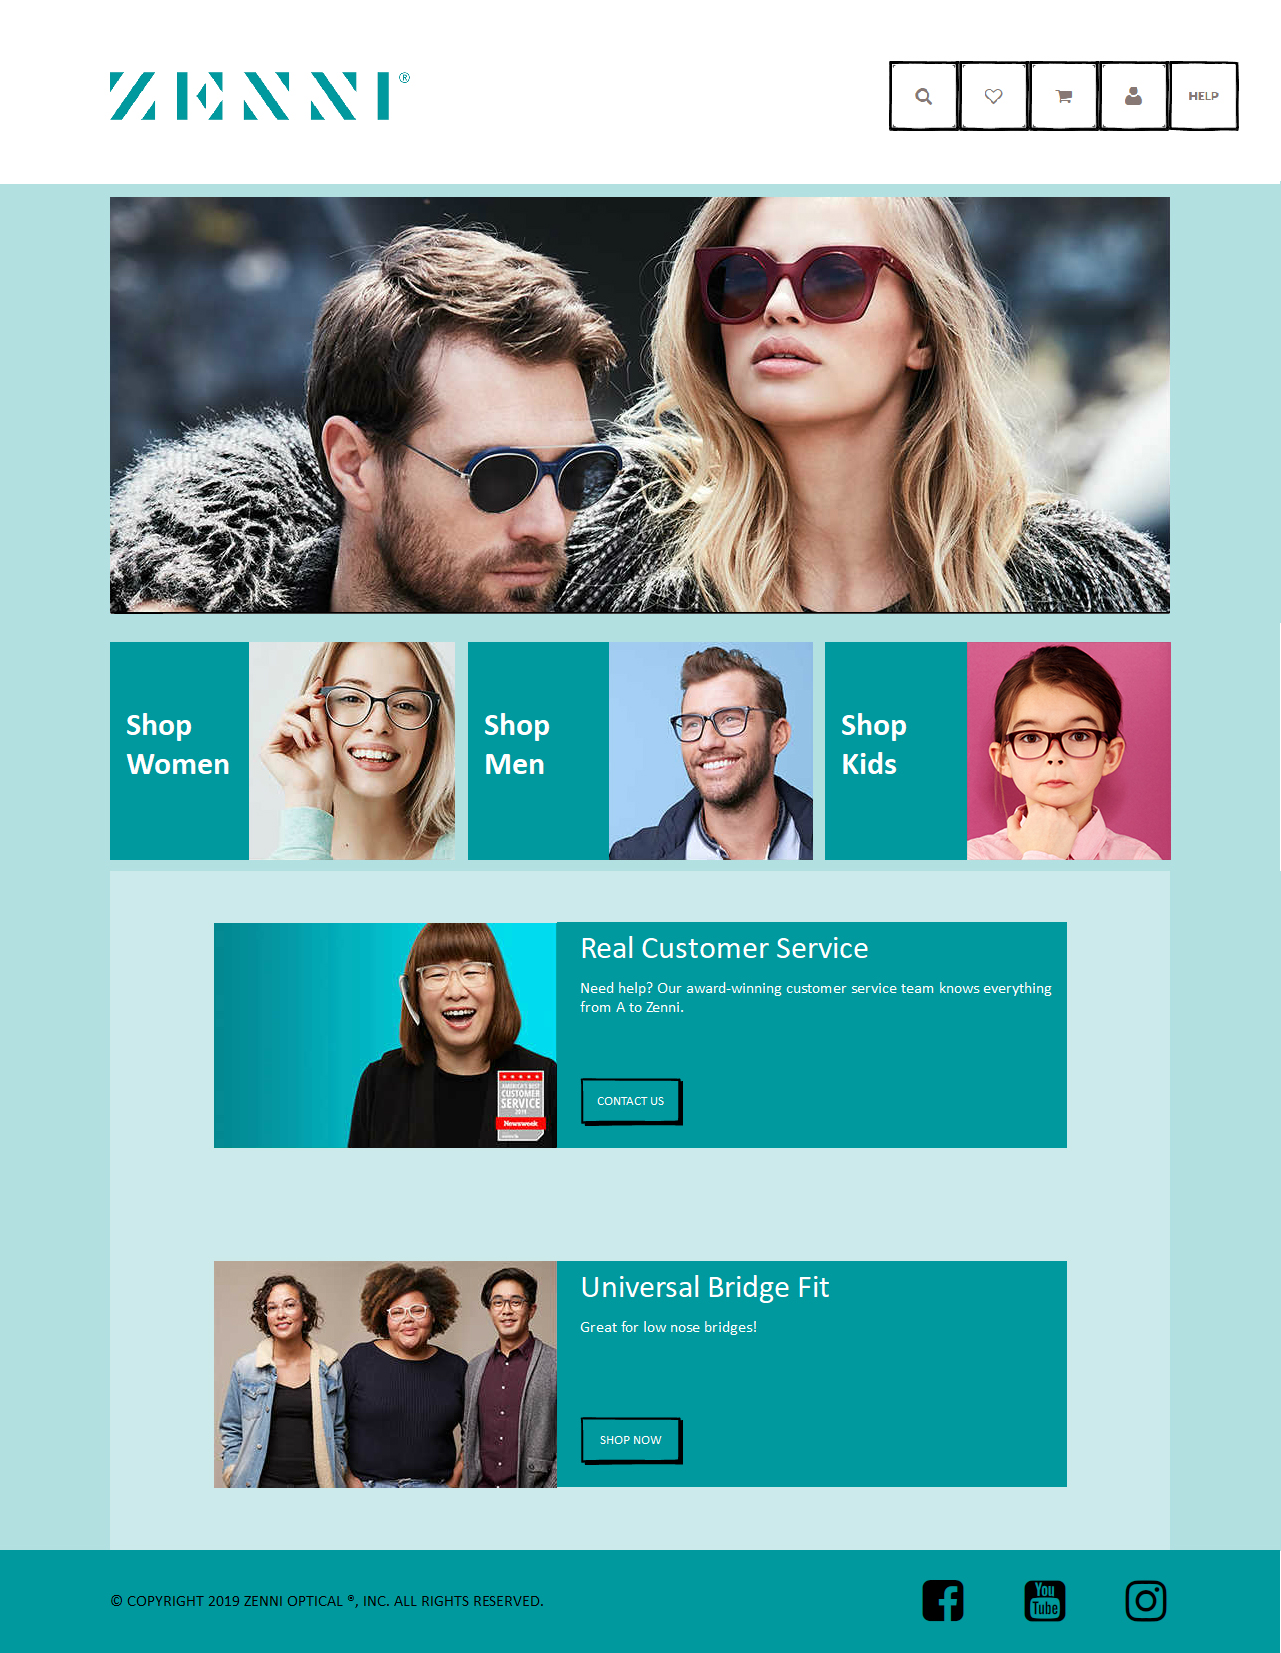 ZENNI®
HELP
Shop
Women
Shop
Men
Shop
Kids
Real Customer Service
Need help? Our award-winning customer service team knows everything
from A to Zenni.
AMERICA'S BEST
CUSTOMER
SERVICE
2019
Newsweek
CONTACT US
Universal Bridge Fit
Great for low nose bridges!
SHOP NOW
© COPYRIGHT 2019 ZENNI OPTICAL ®, INC. ALL RIGHTS RESERVED.
You
Tube